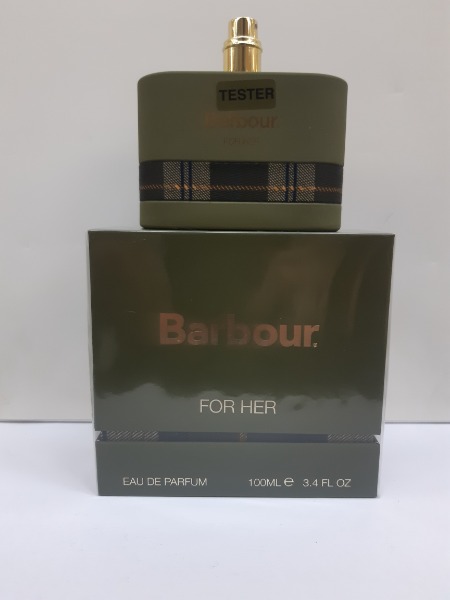 TESTER
Barbour
Barbour
FOR HER
EAU DE PARFUM 100ML ℮ 3.4 FL OZ